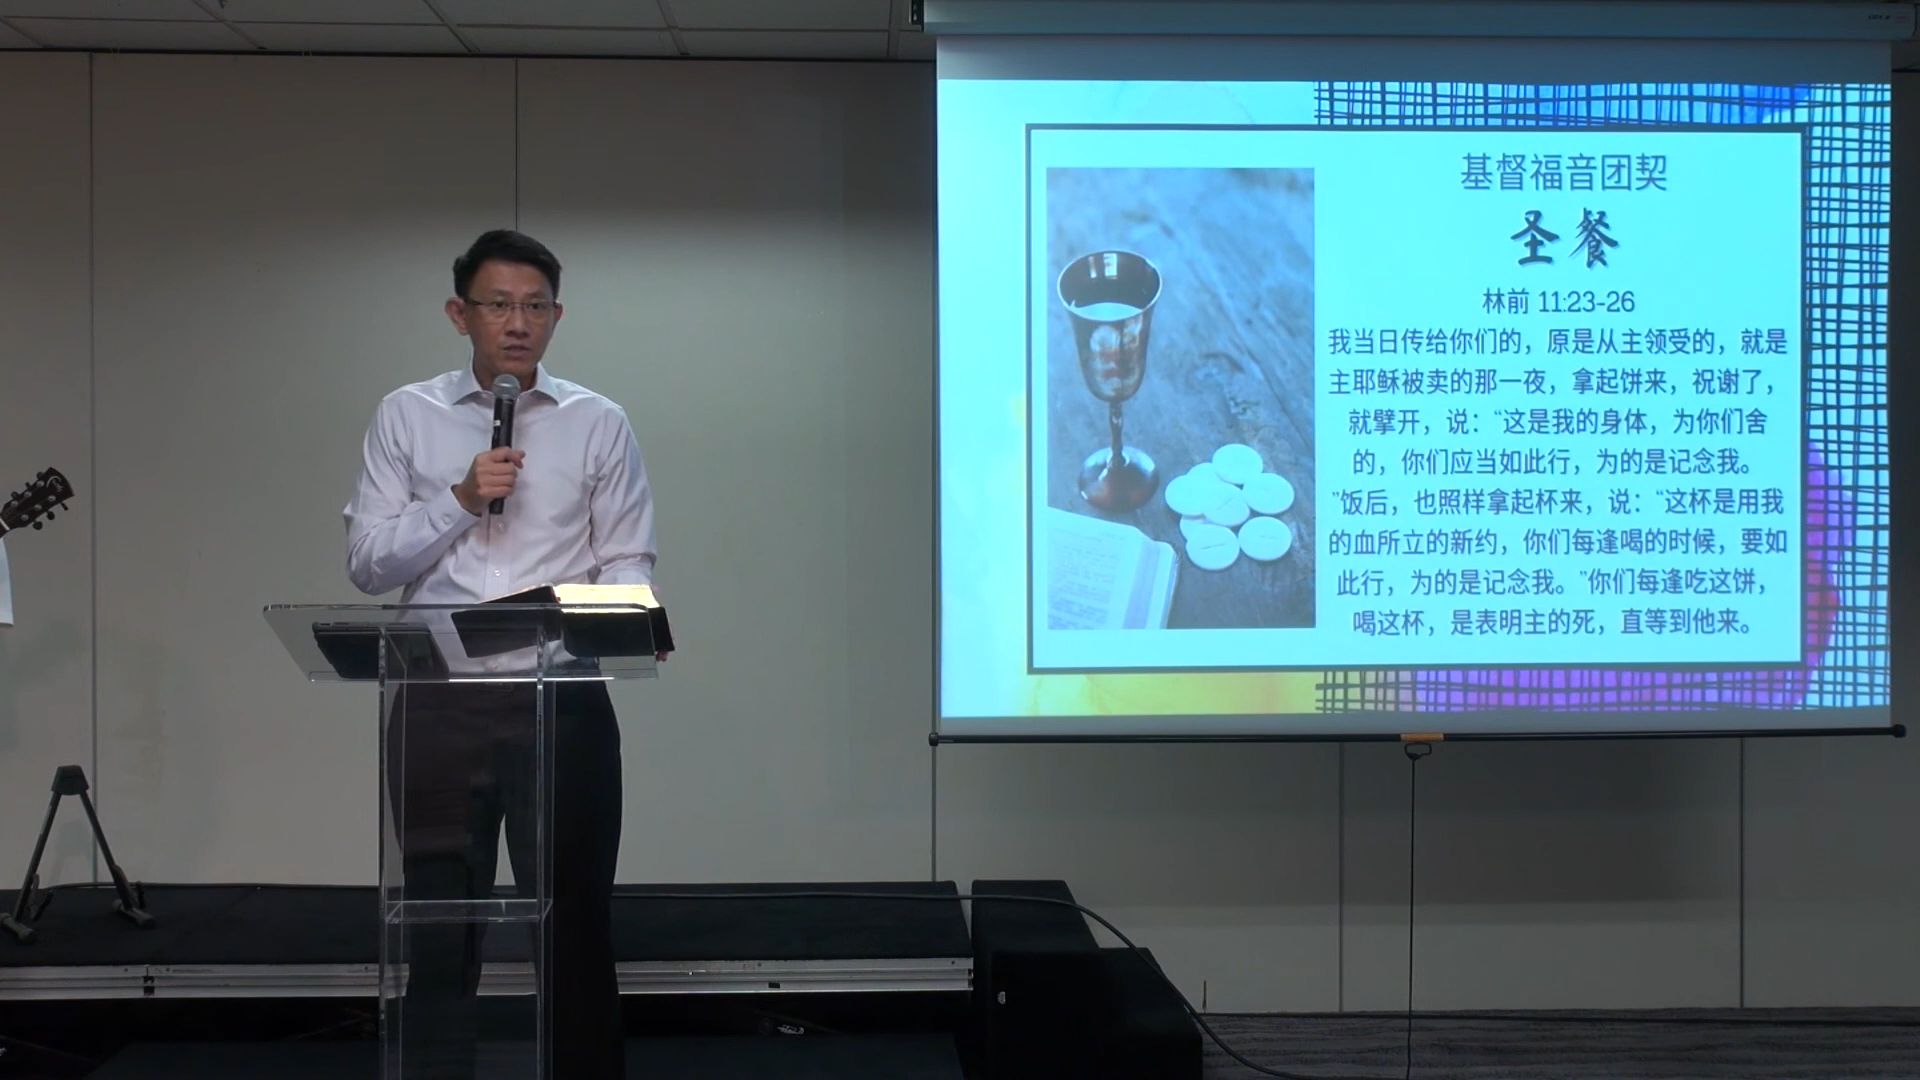 基督福音团契
圣餐
林前 11:23-26
我当日传给你们的，原是从主领受的，就是
主耶稣被卖的那一夜，拿起饼来，祝谢了，
就擘开，说：“这是我的身体，为你们舍
的，你们应当如此行，为的是记念我。
”饭后，也照样拿起杯来，说：“这杯是用我
的血所立的新约，你们每逢喝的时候，要如
此行，为的是记念我。”你们每逢吃这饼，
喝这杯，是表明主的死，直等到他来。